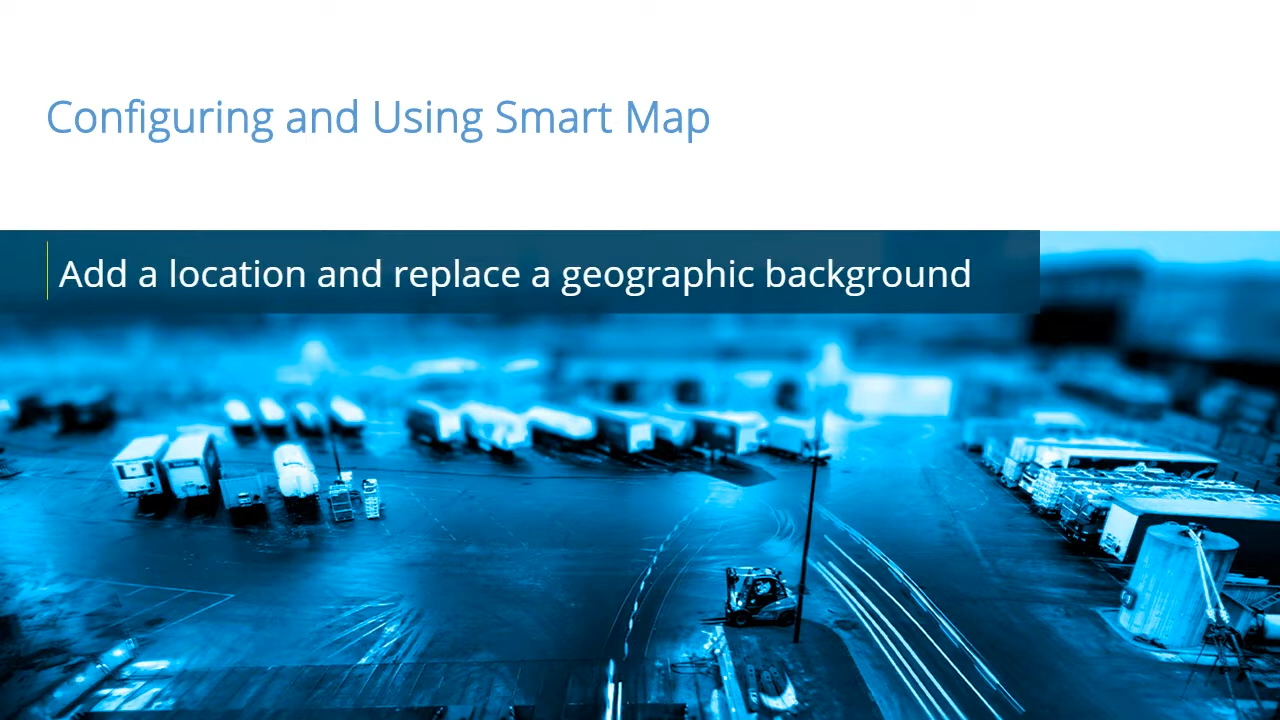 Configuring and Using Smart Map
Add a location and replace a geographic background